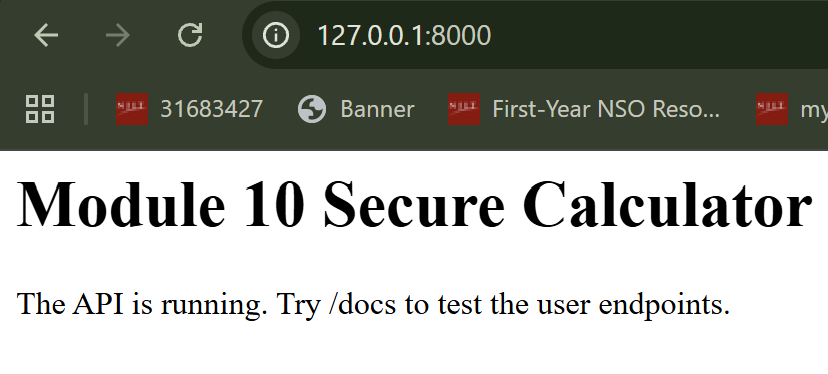 127.0.0.1:8000
31683427 Banner First-Year NSO Reso... my
Module 10 Secure Calculator
The API is running. Try /docs to test the user endpoints.